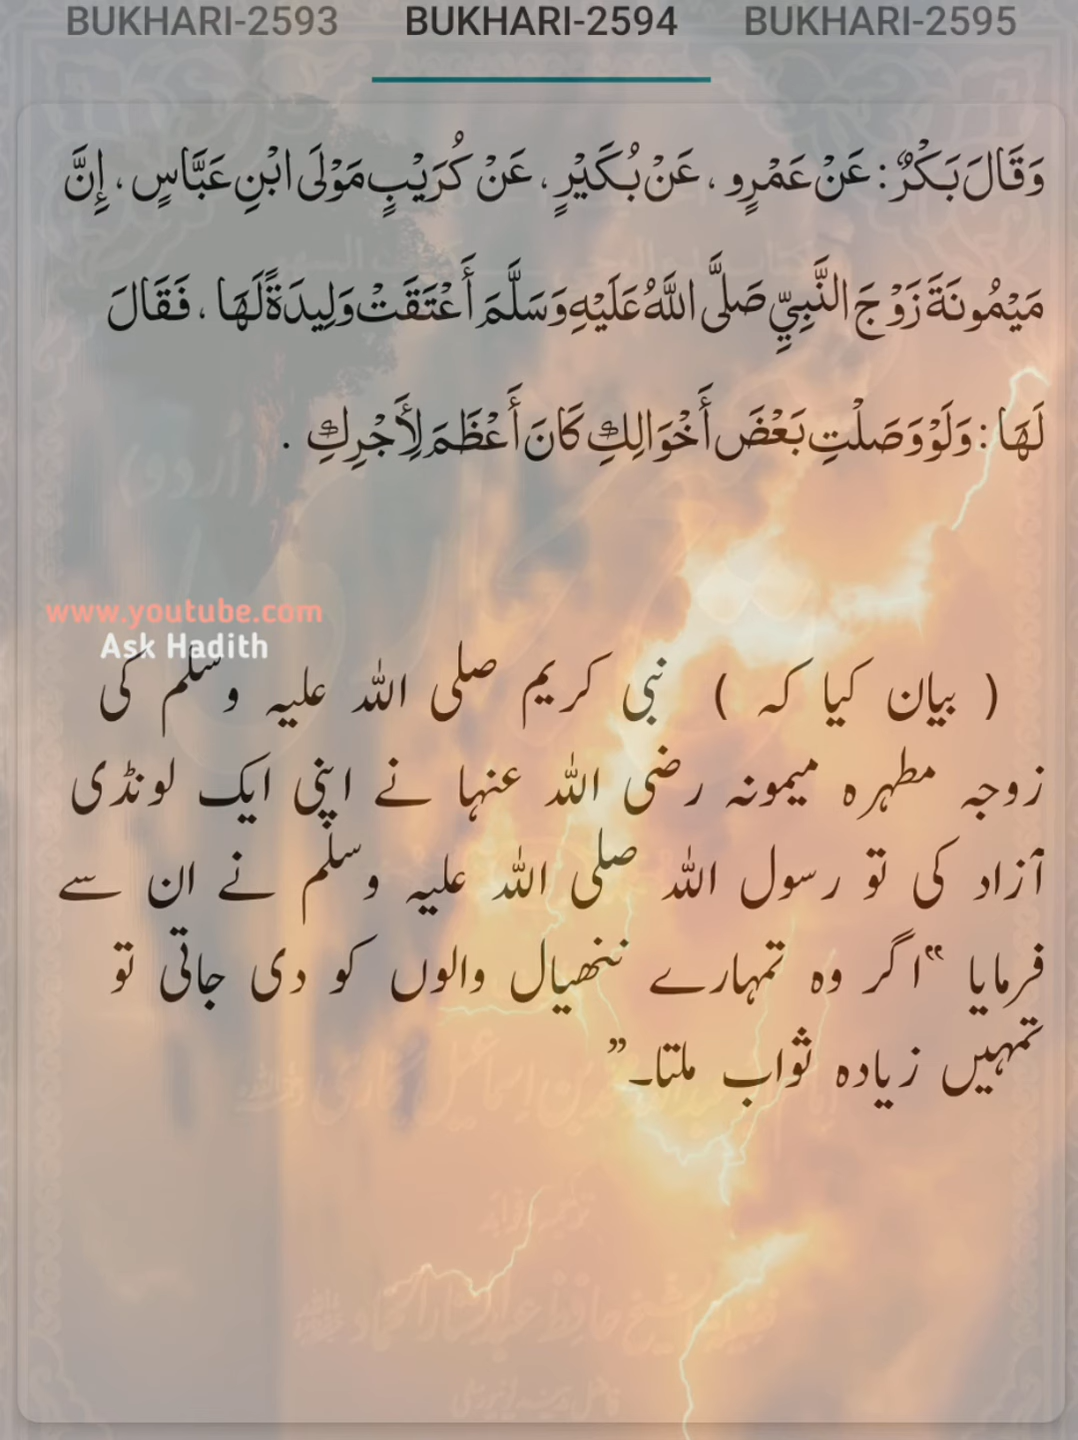 BUKHARI-2593 BUKHARI-2594 BUKHARI-2595
وَقَالَ بَكْرٌ : عَنْ عَمْرٍو ، عَنْ بُكَيْرٍ ، عَنْ كُرَيْبٍ مَوْلَى ابْنِ عَبَّاسٍ ، إِنَّ
مَيْمُونَةَ زَوْجَ النَّبِيِّ صَلَّى اللَّهُ عَلَيْهِ وَسَلَّمَ أَعْتَقَتْ وَلِيدَةً لَهَا ، فَقَالَ
لَهَا : وَلَوْ وَصَلْتِ بَعْضَ أَخْوَالِكِ كَانَ أَعْظَمَ لِأَجْرِكِ .
www.youtube.com
Ask Hadith
( بیان کیا کہ ) نبی کریم صلی اللہ علیہ وسلم کی
زوجہ مطہرہ میمونہ رضی اللہ عنہا نے اپنی ایک لونڈی
آزاد کی تو رسول اللہ صلی اللہ علیہ وسلم نے ان سے
فرمایا ”اگر وہ تمہارے ننھیال والوں کو دی جاتی تو
تمہیں زیادہ ثواب ملتا۔“